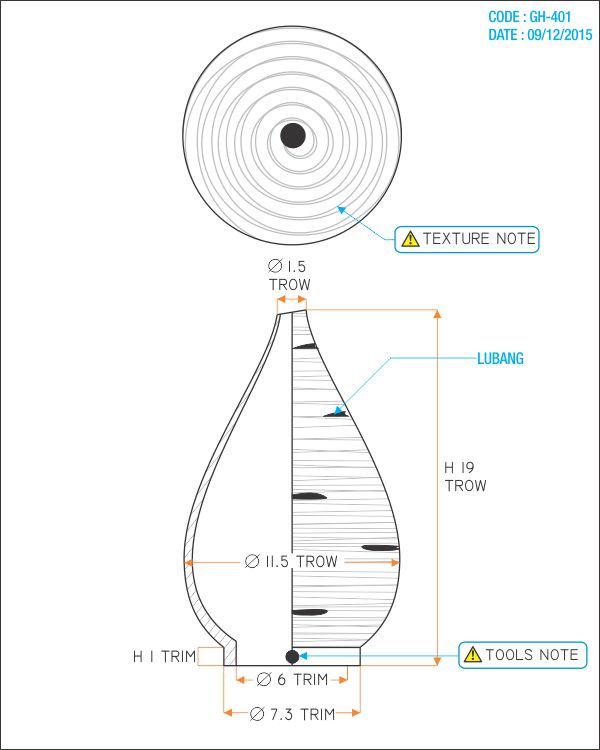 CODE : GH-401
DATE : 09/12/2015
TEXTURE NOTE
Ø 1.5
TROW
LUBANG
H 19
TROW
Ø 11.5 TROW
H 1 TRIM
TOOLS NOTE
Ø 6 TRIM
Ø 7.3 TRIM